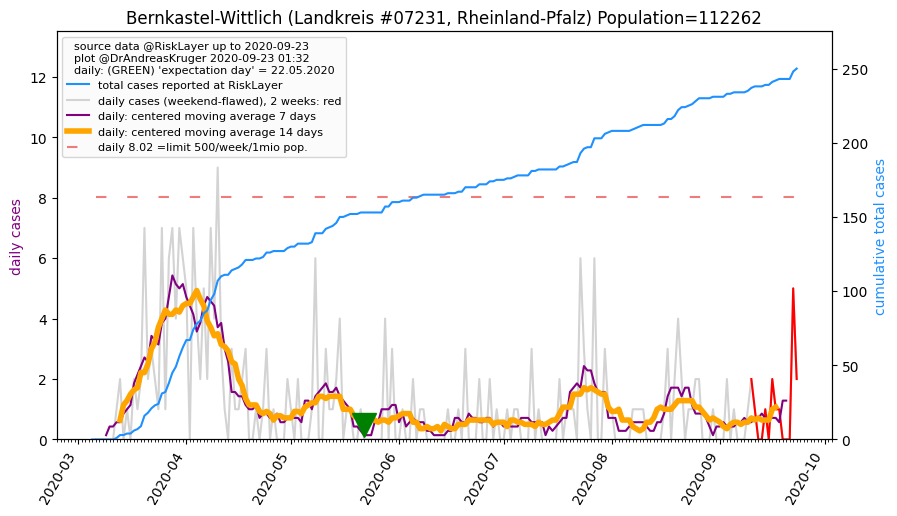 Bernkastel-Wittlich (Landkreis #07231, Rheinland-Pfalz) Population=112262
source data @RiskLayer up to 2020-09-23
plot @DrAndreasKruger 2020-09-23 01:32
daily: (GREEN) 'expectation day' = 22.05.2020
total cases reported at RiskLayer
daily cases (weekend-flawed), 2 weeks: red
daily: centered moving average 7 days
daily: centered moving average 14 days
daily 8.02 =limit 500/week/1mio pop.
daily cases
12
10
8
6
4
2
0
250
200
150
100
50
0
cumulative total cases
2020-03
2020-04
2020-05
2020-06
2020-07
2020-08
2020-09
2020-10